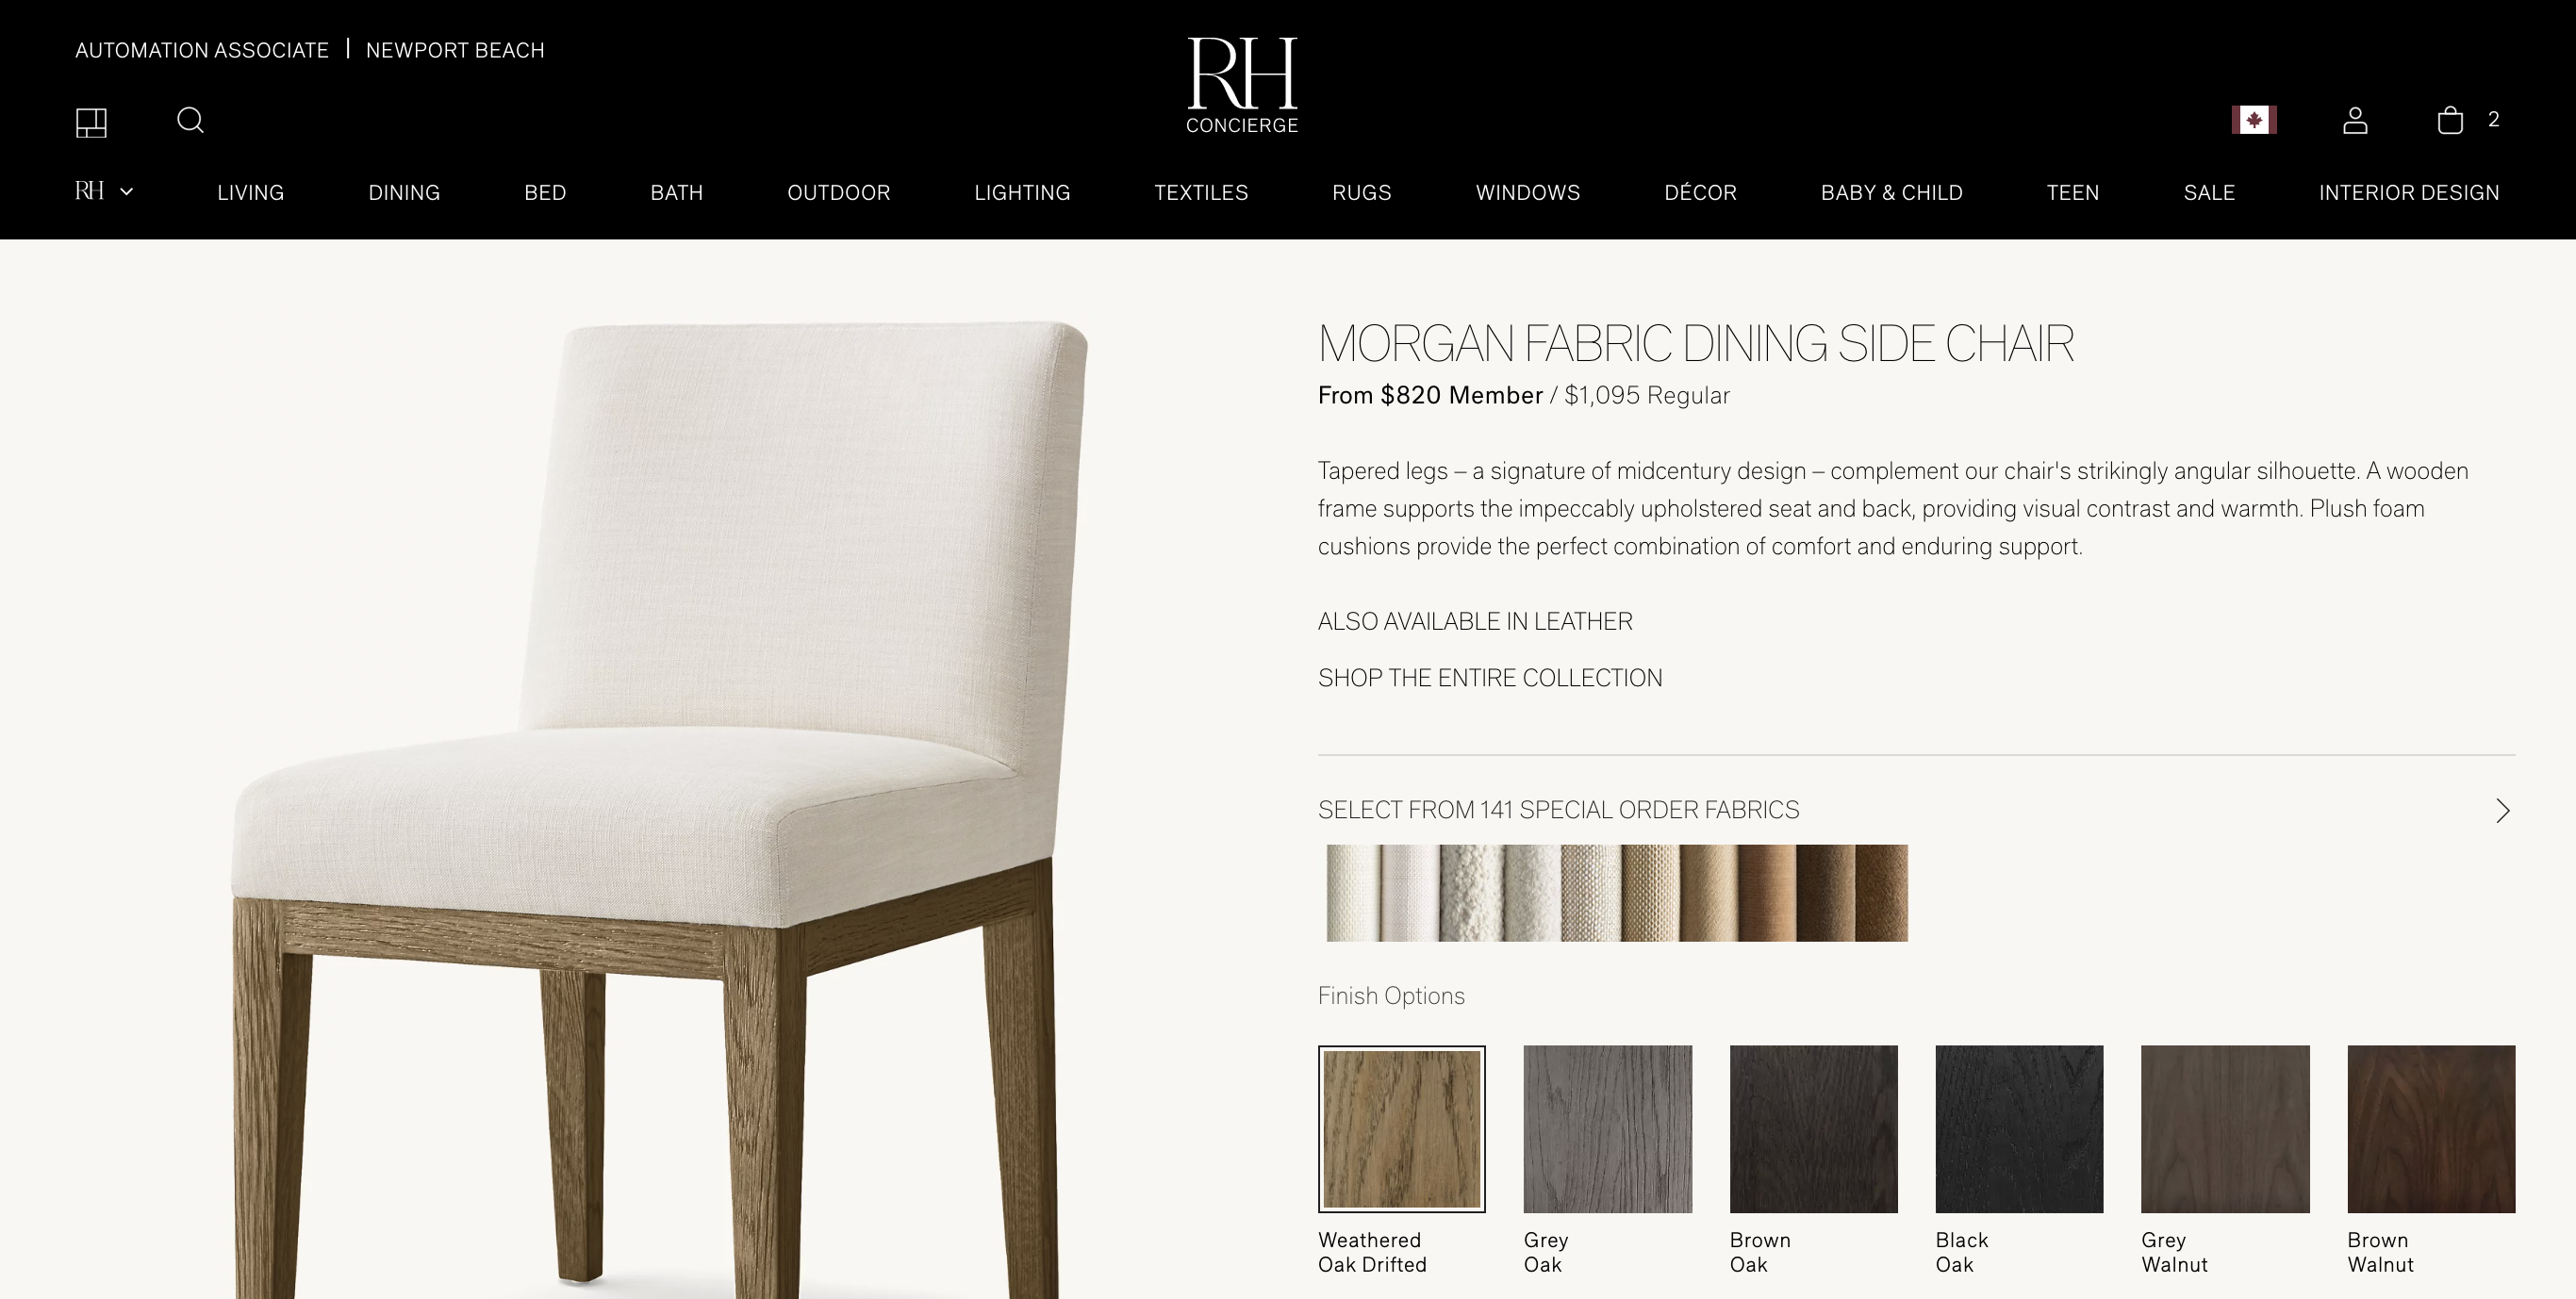 AUTOMATION ASSOCIATE | NEWPORT BEACH
RH
CONCIERGE
2
RH LIVING DINING BED BATH OUTDOOR LIGHTING TEXTILES RUGS WINDOWS DÉCOR BABY & CHILD TEEN SALE INTERIOR DESIGN
MORGAN FABRIC DINING SIDE CHAIR
From $820 Member / $1,095 Regular
Tapered legs – a signature of midcentury design – complement our chair's strikingly angular silhouette. A wooden
frame supports the impeccably upholstered seat and back, providing visual contrast and warmth. Plush foam
cushions provide the perfect combination of comfort and enduring support.
ALSO AVAILABLE IN LEATHER
SHOP THE ENTIRE COLLECTION
SELECT FROM 141 SPECIAL ORDER FABRICS
Finish Options
Weathered
Oak Drifted
Grey
Oak
Brown
Oak
Black
Oak
Grey
Walnut
Brown
Walnut